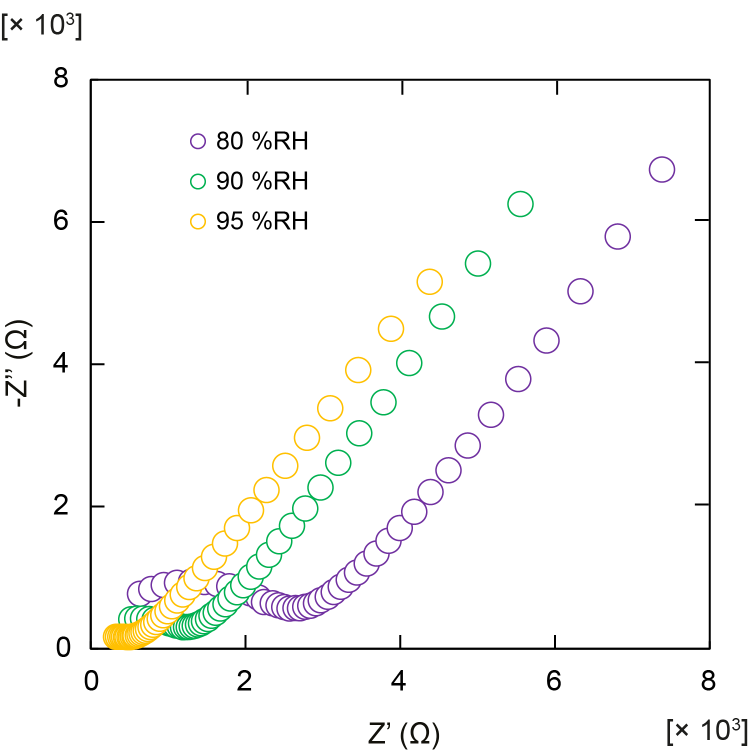 [× 10³]
8
80 %RH
90 %RH
95 %RH
6
-Z” (Ω)
4
2
0
0 2 4 6 8
Z’ (Ω)
[× 10³]